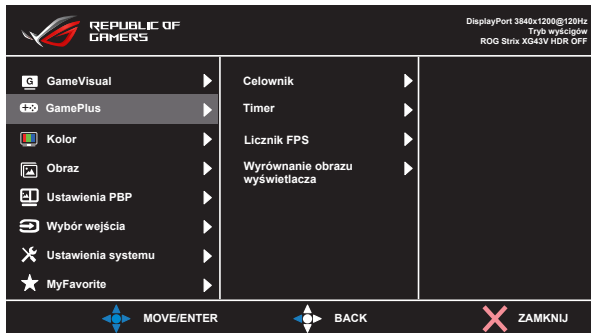 REPUBLIC OF
GAMERS
DisplayPort 3840x1200@120Hz
Tryb wyścigów
ROG Strix XG43V HDR OFF
G GameVisual
GamePlus
Kolor
Obraz
Ustawienia PBP
Wybór wejścia
Ustawienia systemu
MyFavorite
Celownik
Timer
Licznik FPS
Wyrównanie obrazu
wyświetlacza
MOVE/ENTER
BACK
ZAMKNIJ